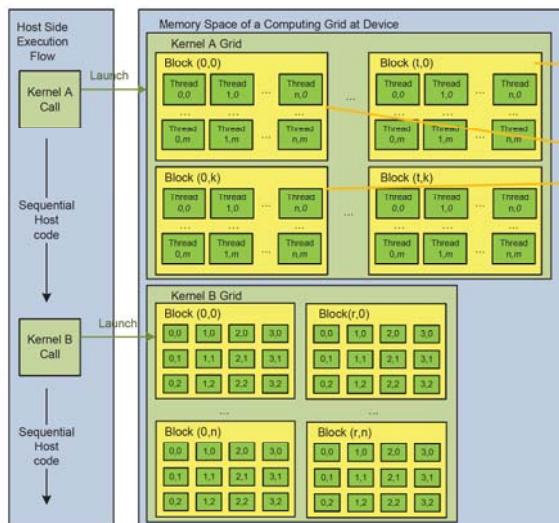 Host Side
Execution
Flow
Kernel A
Call
Sequential
Host
code
Kernel B
Call
Sequential
Host
code
Launch
Launch
Memory Space of a Computing Grid at Device
Kernel A Grid
Block (0,0)
Thread 0,0 Thread 1,0 ... Thread n,0
... ...
Thread 0,m Thread 1,m ... Thread n,m
...
Block (t,0)
Thread 0,0 Thread 1,0 ... Thread n,0
... ...
Thread 0,m Thread 1,m ... Thread n,m
Block (0,k)
Thread 0,0 Thread 1,0 ... Thread n,0
... ...
Thread 0,m Thread 1,m ... Thread n,m
...
Block (t,k)
Thread 0,0 Thread 1,0 ... Thread n,0
... ...
Thread 0,m Thread 1,m ... Thread n,m
Kernel B Grid
Block (0,0)
0,0 1,0 2,0 3,0
0,1 1,1 2,1 3,1
0,2 1,2 2,2 3,2
Block(r,0)
0,0 1,0 2,0 3,0
0,1 1,1 2,1 3,1
0,2 1,2 2,2 3,2
... ...
Block (0,n)
0,0 1,0 2,0 3,0
0,1 1,1 2,1 3,1
0,2 1,2 2,2 3,2
Block(r,n)
0,0 1,0 2,0 3,0
0,1 1,1 2,1 3,1
0,2 1,2 2,2 3,2